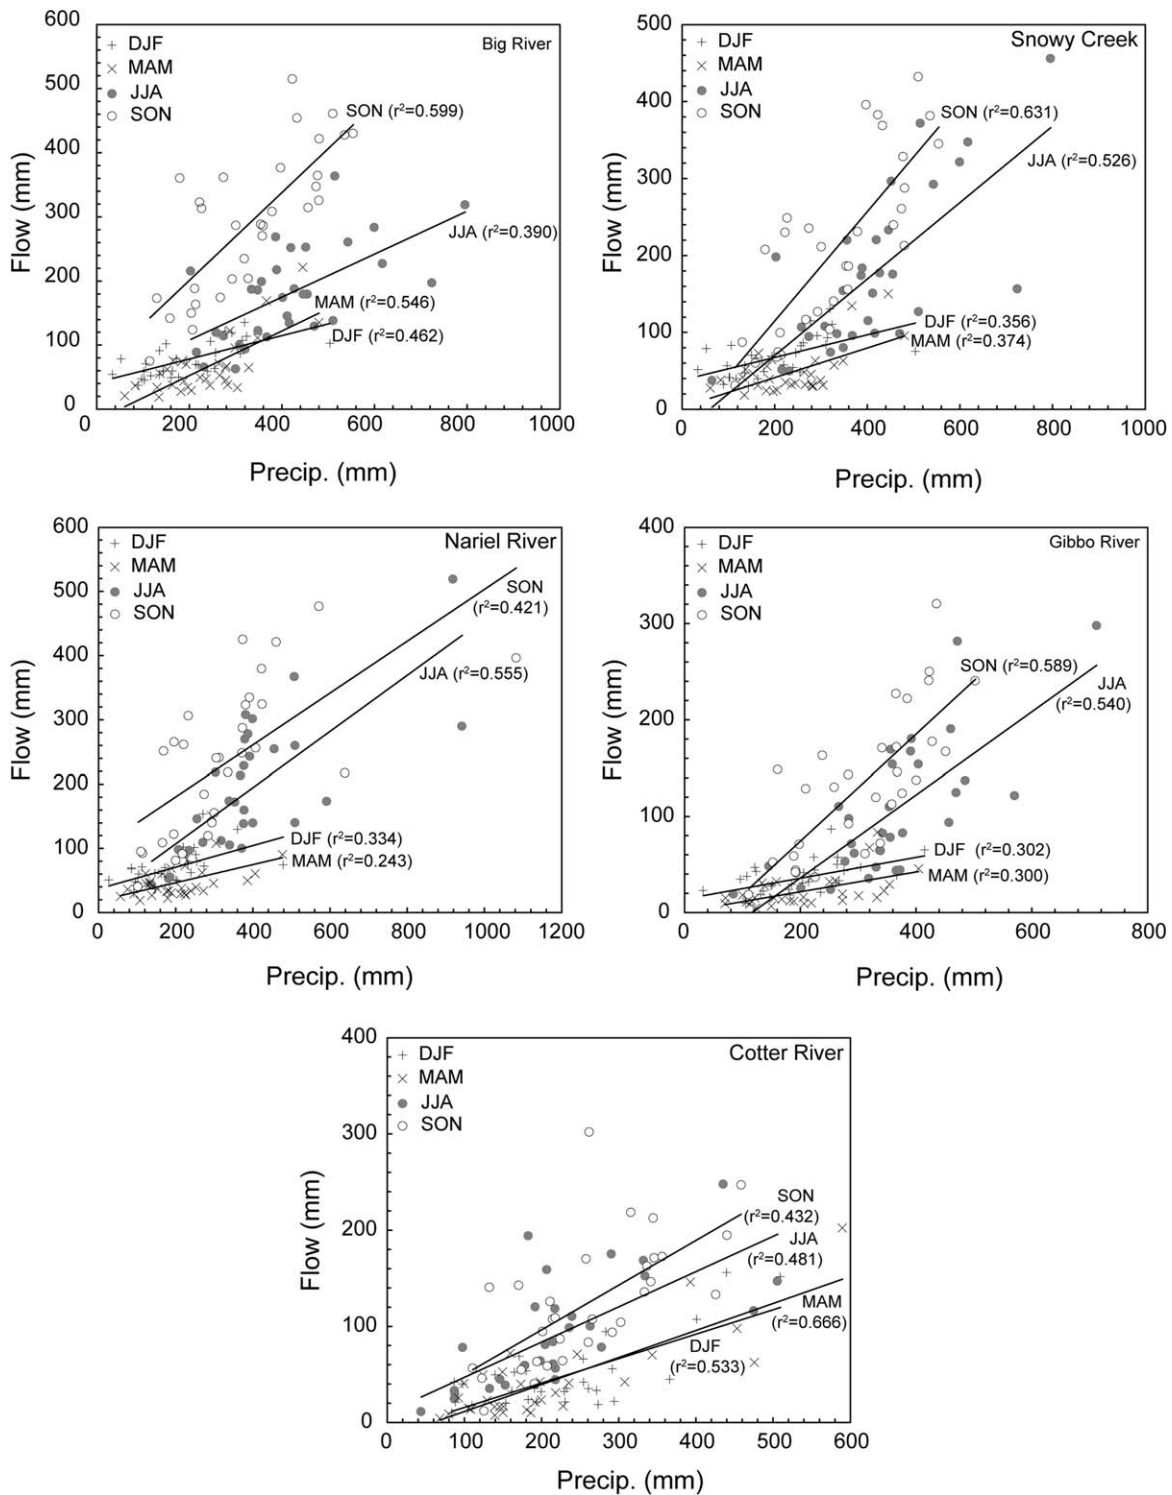 600
500
400
300
200
100
0
Flow (mm)
+ DJF
× MAM
● JJA
○ SON
Big River
SON (r²=0.599)
JJA (r²=0.390)
MAM (r²=0.546)
DJF (r²=0.462)
0 200 400 600 800 1000
Precip. (mm)
500
400
300
200
100
0
Flow (mm)
+ DJF
× MAM
● JJA
○ SON
Snowy Creek
SON (r²=0.631)
JJA (r²=0.526)
DJF (r²=0.356)
MAM (r²=0.374)
0 200 400 600 800 1000
Precip. (mm)
600
500
400
300
200
100
0
Flow (mm)
+ DJF
× MAM
● JJA
○ SON
Nariel River
SON
(r²=0.421)
JJA (r²=0.555)
DJF (r²=0.334)
MAM (r²=0.243)
0 200 400 600 800 1000 1200
Precip. (mm)
400
300
200
100
0
Flow (mm)
+ DJF
× MAM
● JJA
○ SON
Gibbo River
SON (r²=0.589)
JJA
(r²=0.540)
DJF (r²=0.302)
MAM (r²=0.300)
0 200 400 600 800
Precip. (mm)
400
300
200
100
0
Flow (mm)
+ DJF
× MAM
● JJA
○ SON
Cotter River
SON
(r²=0.432)
JJA
(r²=0.481)
MAM
(r²=0.666)
DJF
(r²=0.533)
0 100 200 300 400 500 600
Precip. (mm)